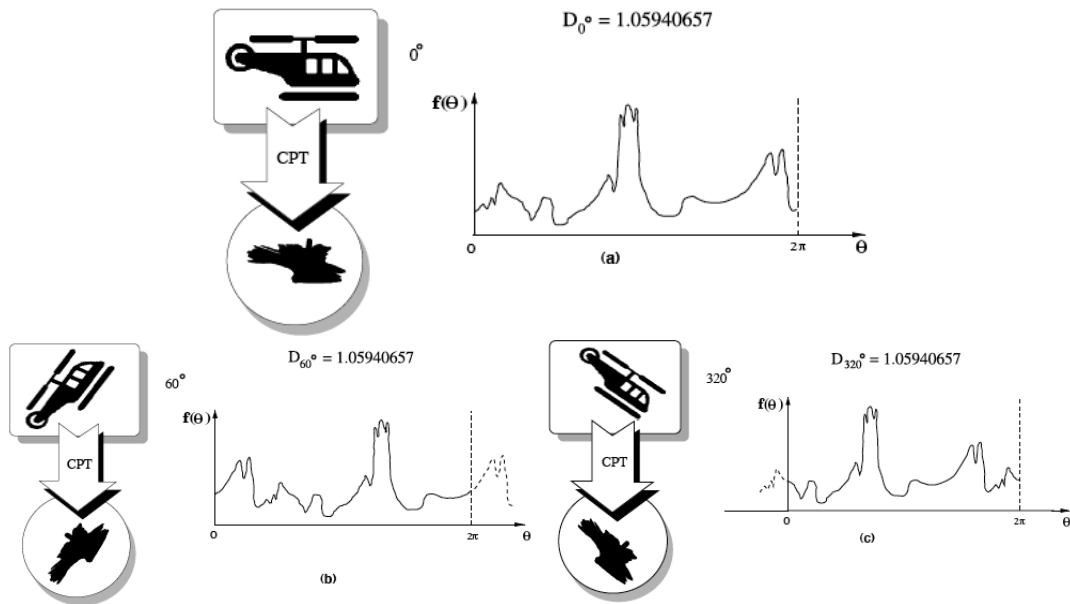 D0° = 1.05940657
0°
f(Θ)
CPT
0
2π
Θ
(a)
D60° = 1.05940657
60°
f(Θ)
CPT
0
2π
Θ
(b)
D320° = 1.05940657
320°
f(Θ)
CPT
0
2π
Θ
(c)